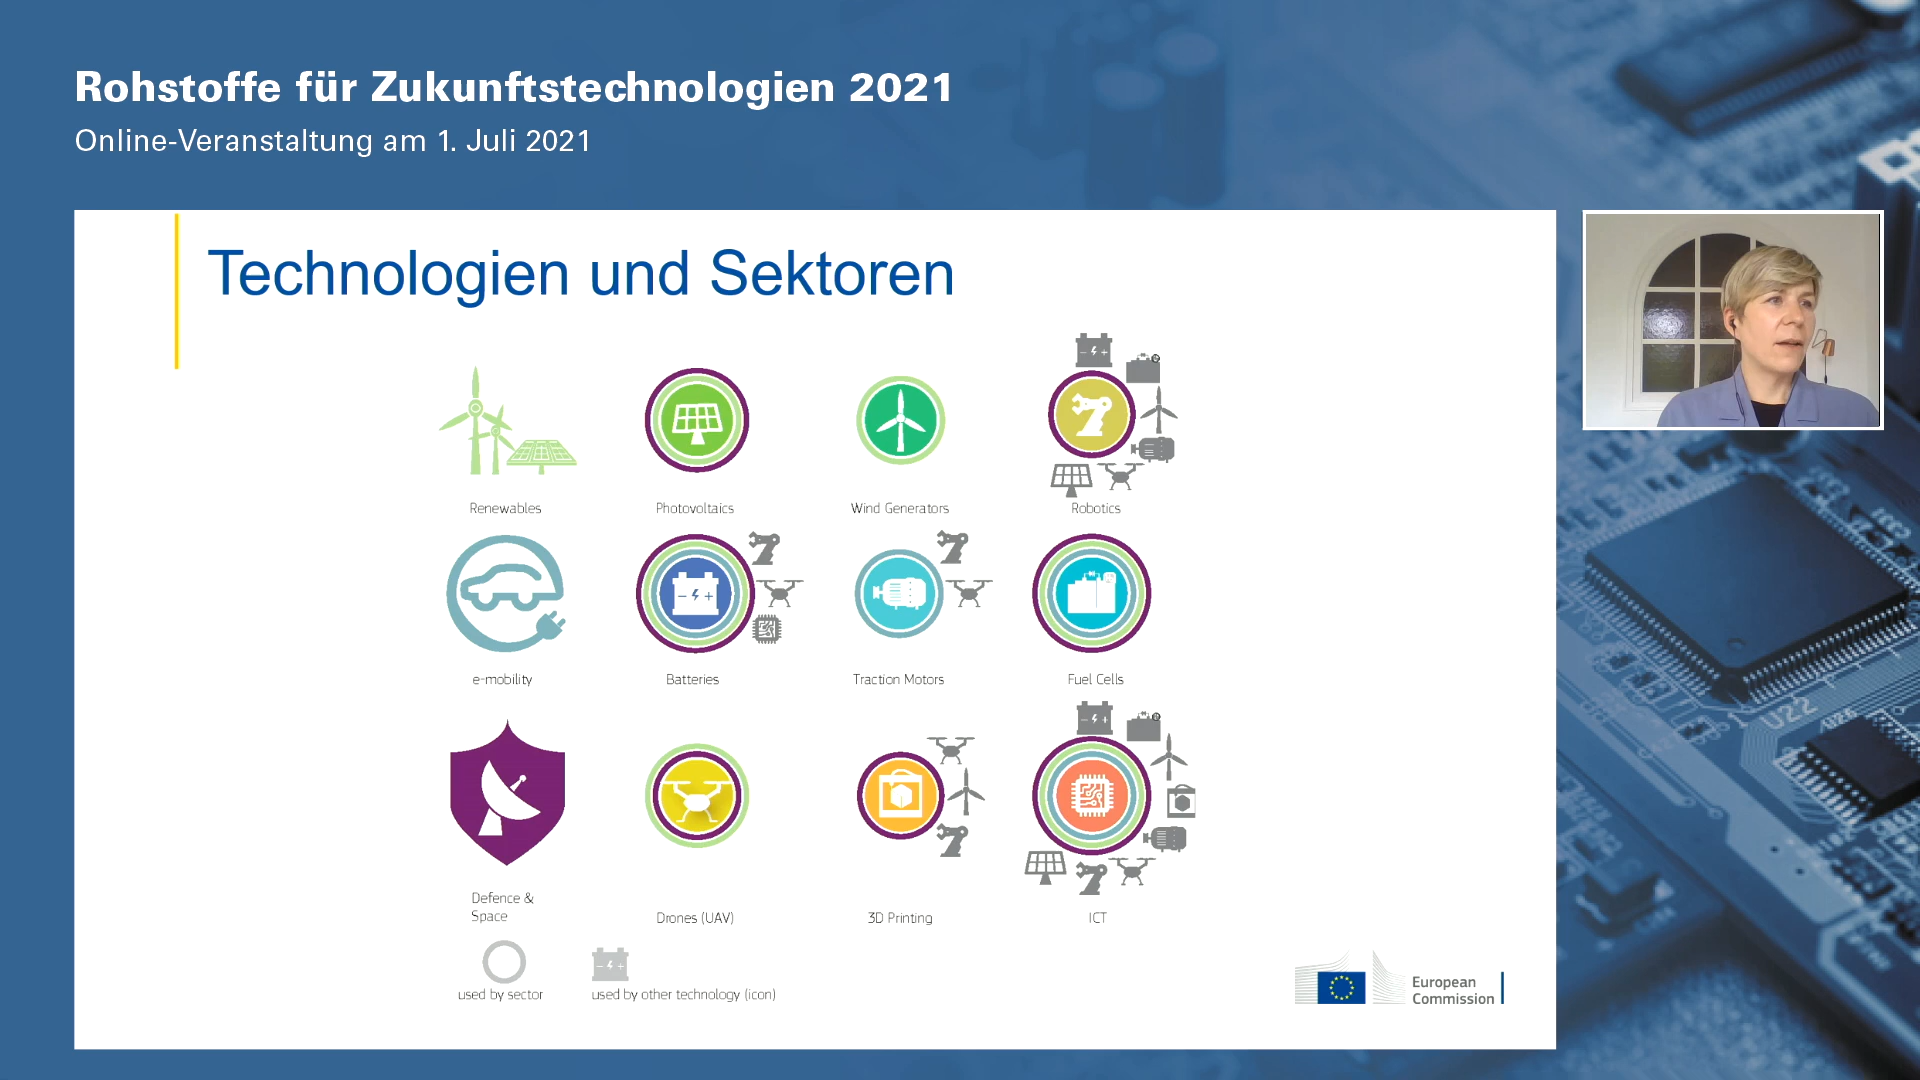 Rohstoffe für Zukunftstechnologien 2021
Online-Veranstaltung am 1. Juli 2021
Technologien und Sektoren
Renewables
Photovoltaics
Wind Generators
Robotics
e-mobility
Batteries
Traction Motors
Fuel Cells
Defence &
Space
Drones (UAV)
3D Printing
ICT
used by sector
used by other technology (icon)
European
Commission
U22